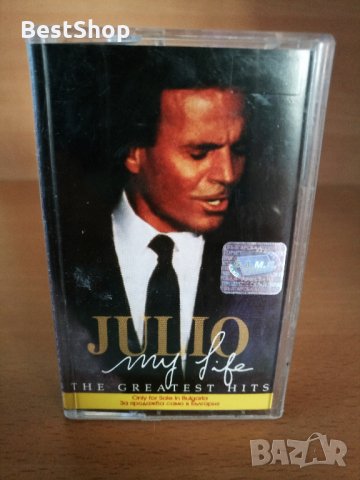 BestShop
M.E.
JULIO
my life
THE GREATEST HITS
Only for Sale in Bulgaria
За продажба само в България
BAZAR